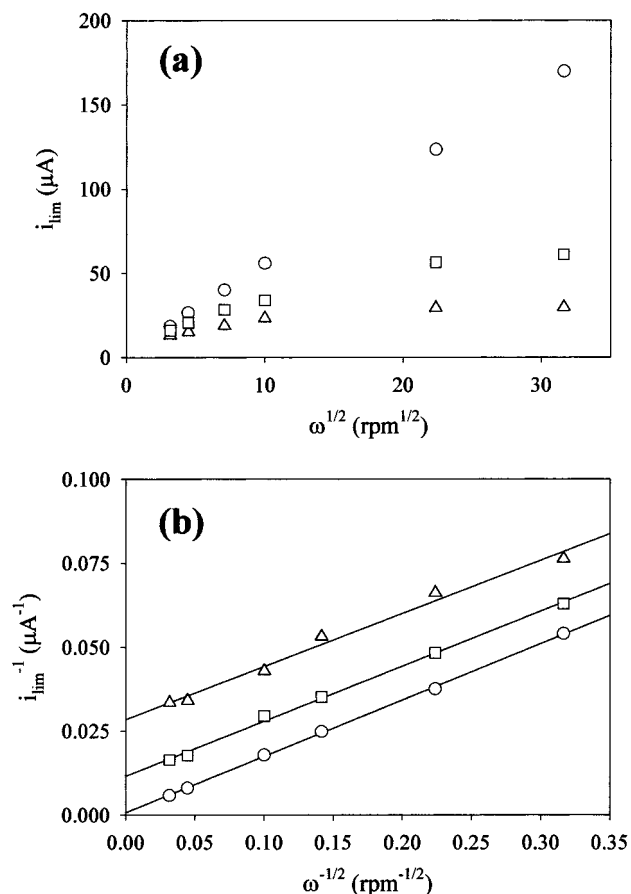 (a)
200
150
100
50
0
i_lim (μA)
0 10 20 30
ω^1/2 (rpm^1/2)
(b)
0.100
0.075
0.050
0.025
0.000
i_lim^-1 (μA^-1)
0.00 0.05 0.10 0.15 0.20 0.25 0.30 0.35
ω^-1/2 (rpm^-1/2)